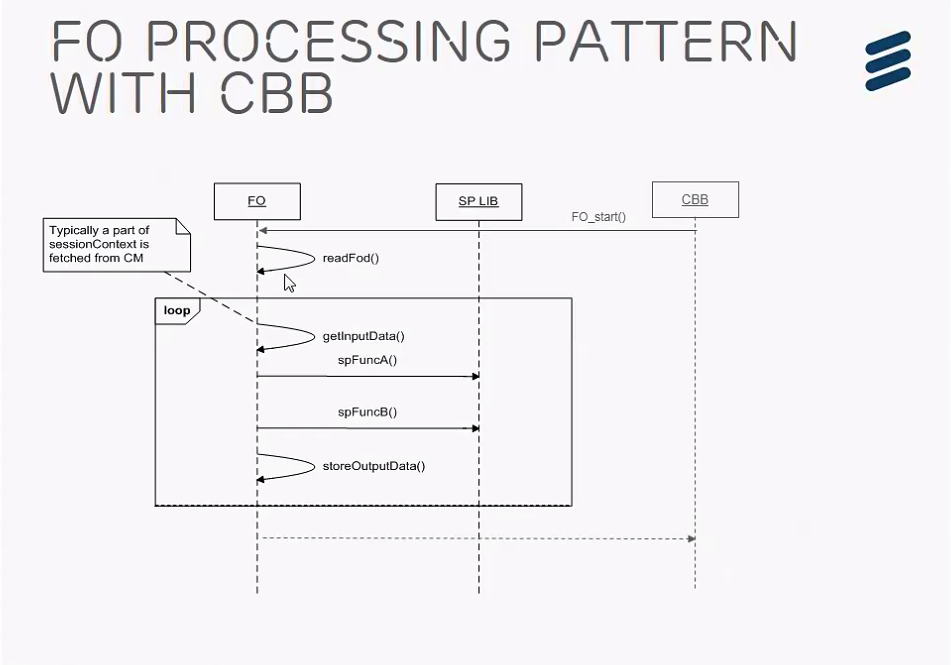 FO PROCESSING PATTERN
WITH CBB
FO
SP LIB
CBB
FO_start()
Typically a part of
sessionContext is
fetched from CM
readFod()
loop
getInputData()
spFuncA()
spFuncB()
storeOutputData()